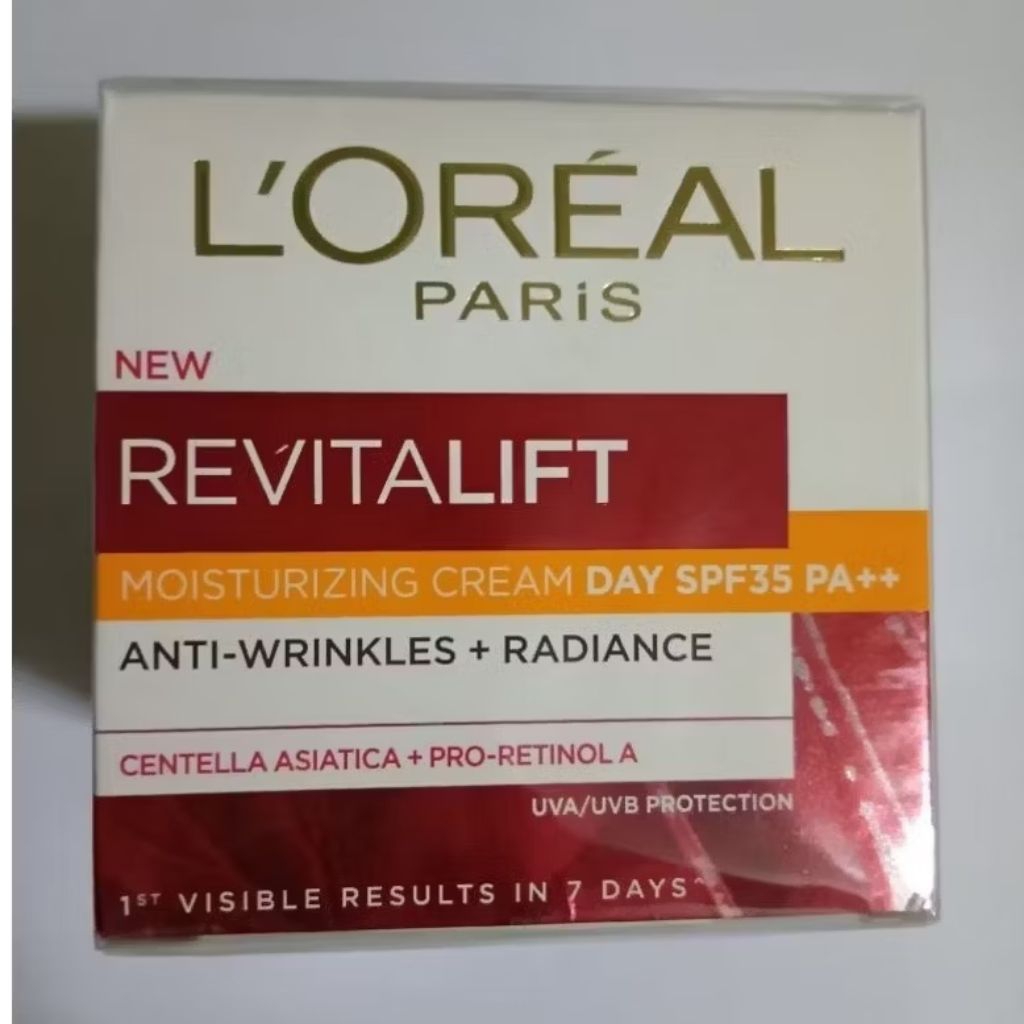 L'ORÉAL
PARiS
NEW
REVITALIFT
MOISTURIZING CREAM DAY SPF35 PA++
ANTI-WRINKLES + RADIANCE
CENTELLA ASIATICA + PRO-RETINOL A
UVA/UVB PROTECTION
1ST VISIBLE RESULTS IN 7 DAYS^